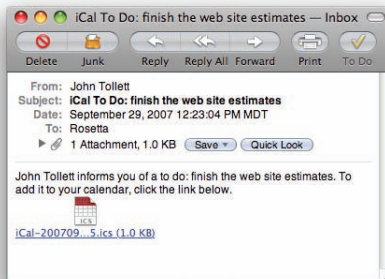 iCal To Do: finish the web site estimates — Inbox
Delete Junk Reply Reply All Forward Print To Do
From: John Tollett
Subject: iCal To Do: finish the web site estimates
Date: September 29, 2007 12:23:04 PM MDT
To: Rosetta
1 Attachment, 1.0 KB Save Quick Look
John Tollett informs you of a to do: finish the web site estimates. To
add it to your calendar, click the link below.
ICS
iCal-200709...5.ics (1.0 KB)